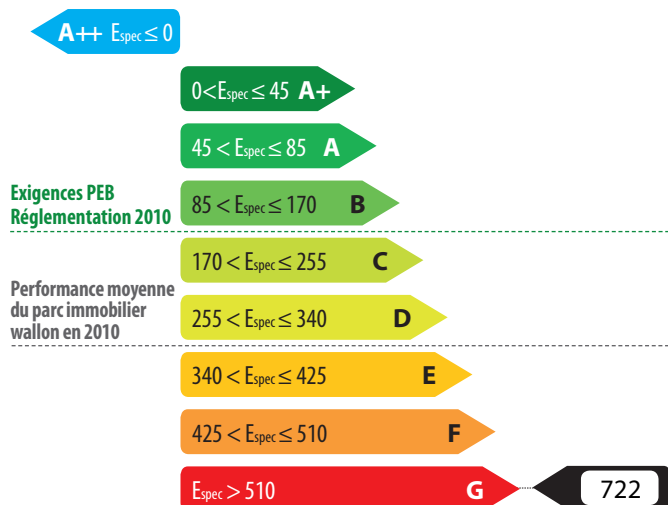 A++ Espec ≤ 0
0<Espec ≤ 45 A+
45 < Espec ≤ 85 A
Exigences PEB
Réglementation 2010
85 < Espec ≤ 170 B
170 < Espec ≤ 255 C
Performance moyenne
du parc immobilier
wallon en 2010
255 < Espec ≤ 340 D
340 < Espec ≤ 425 E
425 < Espec ≤ 510 F
Espec > 510 G 722